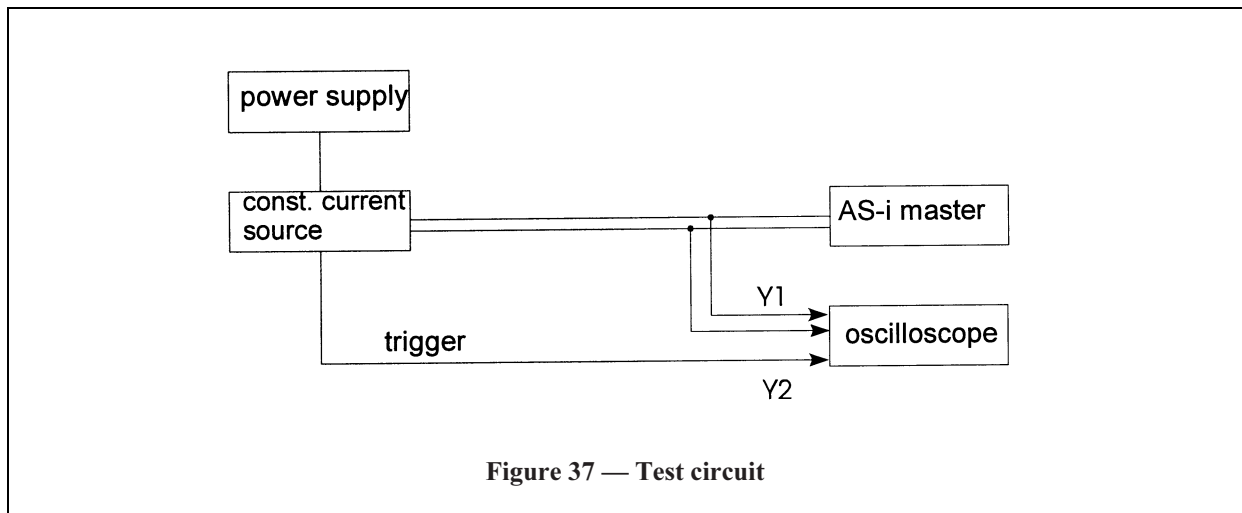 power supply
const. current
source
AS-i master
Y1
oscilloscope
trigger
Y2
Figure 37 — Test circuit